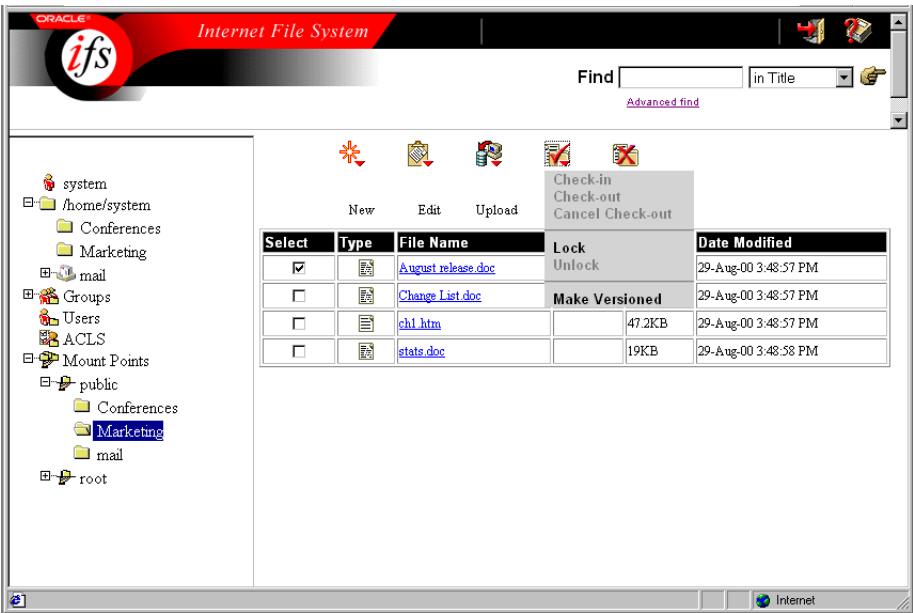 ORACLE
ifs
Internet File System
Find in Title
Advanced find
system
/home/system
Conferences
Marketing
mail
Groups
Users
ACLS
Mount Points
public
Conferences
Marketing
mail
root
New Edit Upload
Check-in
Check-out
Cancel Check-out
Lock
Unlock
Make Versioned
Select Type File Name Date Modified
August release.doc 29-Aug-00 3:48:57 PM
Change List.doc 29-Aug-00 3:48:57 PM
ch1.htm 47.2KB 29-Aug-00 3:48:57 PM
stats.doc 19KB 29-Aug-00 3:48:58 PM
Internet